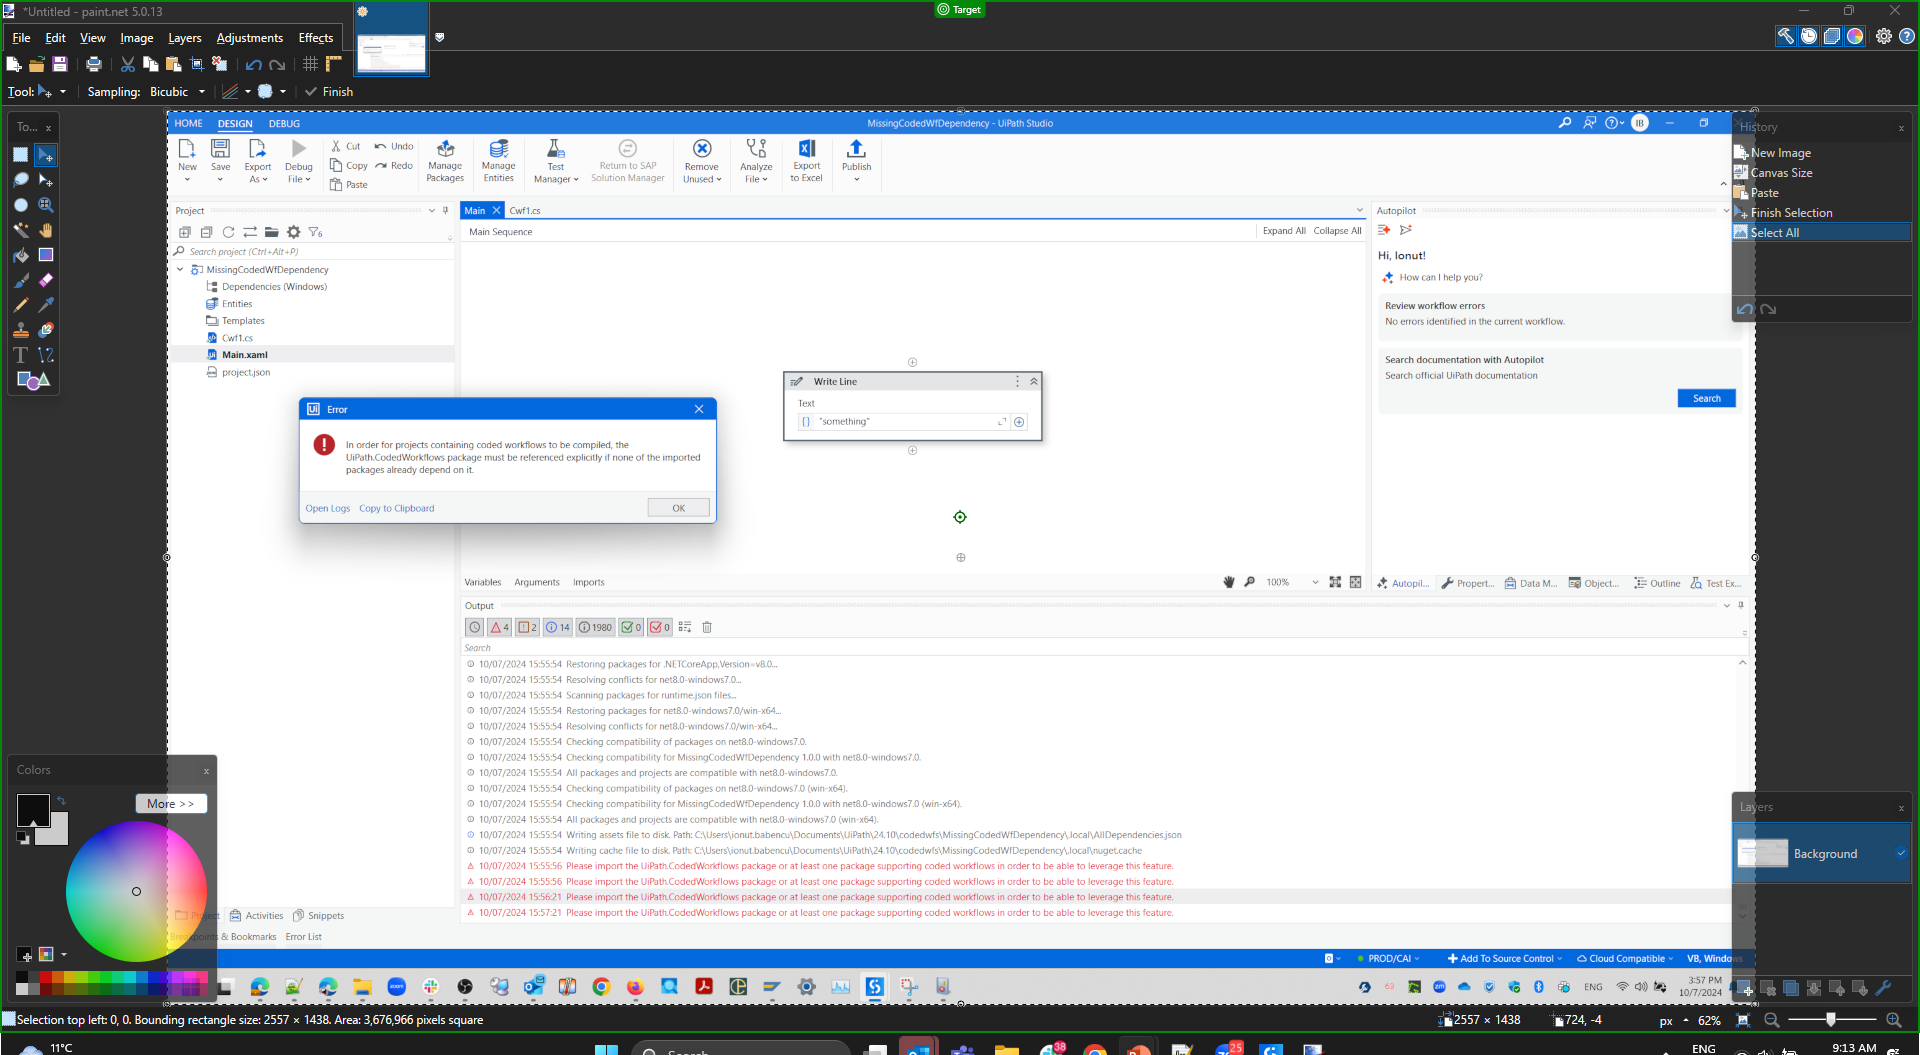 *Untitled - paint.net 5.0.13
Target
File Edit View Image Layers Adjustments Effects
Tool: Sampling: Bicubic Finish
To... x
HOME DESIGN DEBUG
MissingCodedWfDependency - UiPath Studio
IB
New Save Export As Debug File
Cut Undo
Copy Redo
Paste
Manage Packages
Manage Entities
Test Manager
Return to SAP Solution Manager
Remove Unused
Analyze File
Export to Excel
Publish
History x
New Image
Canvas Size
Paste
Finish Selection
Select All
Project
Search project (Ctrl+Alt+P)
MissingCodedWfDependency
Dependencies (Windows)
Entities
Templates
Cwf1.cs
Main.xaml
project.json
Main Cwf1.cs
Main Sequence
Expand All Collapse All
Write Line
Text
"something"
Autopilot
Hi, Ionut!
How can I help you?
Review workflow errors
No errors identified in the current workflow.
Search documentation with Autopilot
Search official UiPath documentation
Search
Error
In order for projects containing coded workflows to be compiled, the
UiPath.CodedWorkflows package must be referenced explicitly if none of the imported
packages already depend on it.
Open Logs Copy to Clipboard OK
Variables Arguments Imports
100%
Autopil... Propert... Data M... Object... Outline Test Ex...
Output
4 2 14 1980 0 0
Search
10/07/2024 15:55:54 Restoring packages for .NETCoreApp,Version=v8.0...
10/07/2024 15:55:54 Resolving conflicts for net8.0-windows7.0...
10/07/2024 15:55:54 Scanning packages for runtime.json files...
10/07/2024 15:55:54 Restoring packages for net8.0-windows7.0/win-x64...
10/07/2024 15:55:54 Resolving conflicts for net8.0-windows7.0/win-x64...
10/07/2024 15:55:54 Checking compatibility of packages on net8.0-windows7.0.
10/07/2024 15:55:54 Checking compatibility for MissingCodedWfDependency 1.0.0 with net8.0-windows7.0.
10/07/2024 15:55:54 All packages and projects are compatible with net8.0-windows7.0.
10/07/2024 15:55:54 Checking compatibility of packages on net8.0-windows7.0 (win-x64).
10/07/2024 15:55:54 Checking compatibility for MissingCodedWfDependency 1.0.0 with net8.0-windows7.0 (win-x64).
10/07/2024 15:55:54 All packages and projects are compatible with net8.0-windows7.0 (win-x64).
10/07/2024 15:55:54 Writing assets file to disk. Path: C:\Users\ionut.babencu\Documents\UiPath\24.10\codedwfs\MissingCodedWfDependency\.local\AllDependencies.json
10/07/2024 15:55:54 Writing cache file to disk. Path: C:\Users\ionut.babencu\Documents\UiPath\24.10\codedwfs\MissingCodedWfDependency\.local\nuget.cache
10/07/2024 15:55:56 Please import the UiPath.CodedWorkflows package or at least one package supporting coded workflows in order to be able to leverage this feature.
10/07/2024 15:55:56 Please import the UiPath.CodedWorkflows package or at least one package supporting coded workflows in order to be able to leverage this feature.
10/07/2024 15:56:21 Please import the UiPath.CodedWorkflows package or at least one package supporting coded workflows in order to be able to leverage this feature.
10/07/2024 15:57:21 Please import the UiPath.CodedWorkflows package or at least one package supporting coded workflows in order to be able to leverage this feature.
Colors x
More >>
Layers x
Background
Project Activities Snippets
Breakpoints & Bookmarks Error List
0 PROD/CAI Add To Source Control Cloud Compatible VB, Windows
zoom
ENG
3:57 PM
10/7/2024
Selection top left: 0, 0. Bounding rectangle size: 2557 × 1438. Area: 3,676,966 pixels square
2557 × 1438 724, -4 px 62%
11°C
Search
38
25
ENG
9:13 AM